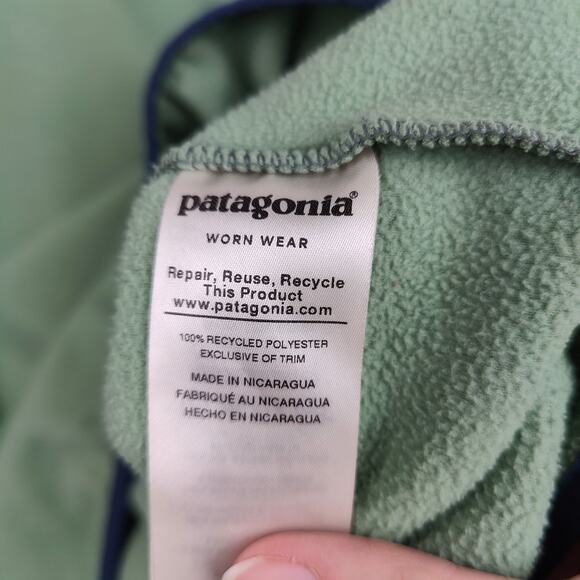 patagonia®
WORN WEAR
Repair, Reuse, Recycle
This Product
www.patagonia.com
100% RECYCLED POLYESTER
EXCLUSIVE OF TRIM
MADE IN NICARAGUA
FABRIQUÉ AU NICARAGUA
HECHO EN NICARAGUA